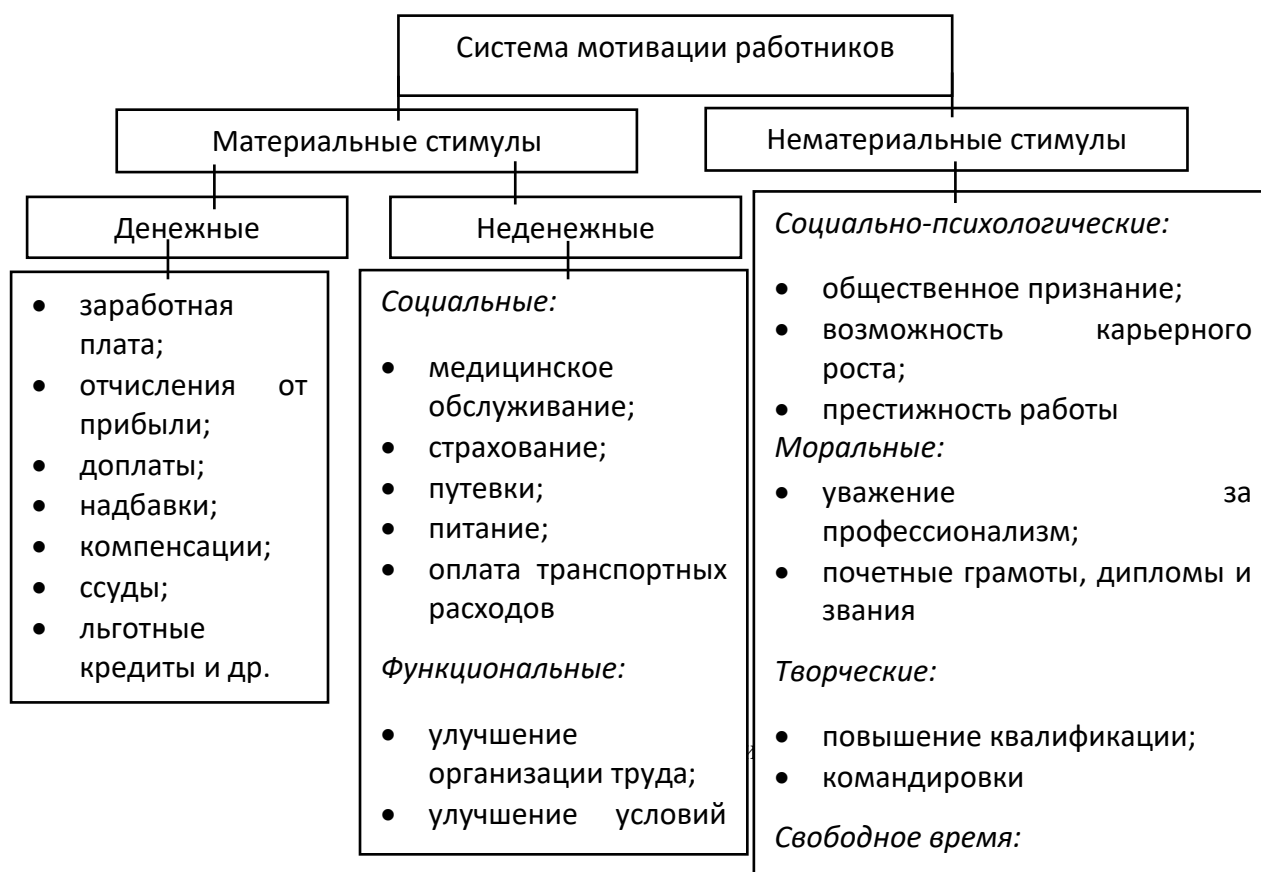 Система мотивации работников
Материальные стимулы
Нематериальные стимулы
Денежные
• заработная
плата;
• отчисления от
прибыли;
• доплаты;
• надбавки;
• компенсации;
• ссуды;
• льготные
кредиты и др.
Неденежные
Социальные:
• медицинское
обслуживание;
• страхование;
• путевки;
• питание;
• оплата транспортных
расходов
Функциональные:
• улучшение
организации труда;
• улучшение условий
Социально-психологические:
• общественное признание;
• возможность карьерного
роста;
• престижность работы
Моральные:
• уважение за
профессионализм;
• почетные грамоты, дипломы и
звания
Творческие:
• повышение квалификации;
• командировки
Свободное время: